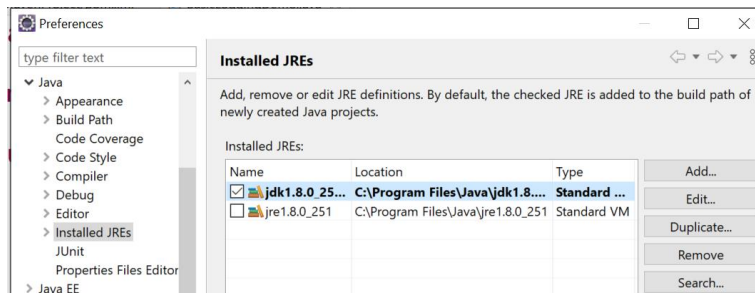 Preferences
type filter text
Installed JREs
Java
Appearance
Build Path
Code Coverage
Code Style
Compiler
Debug
Editor
Installed JREs
JUnit
Properties Files Editor
Java EE
Add, remove or edit JRE definitions. By default, the checked JRE is added to the build path of
newly created Java projects.
Installed JREs:
Name Location Type
jdk1.8.0_25... C:\Program Files\Java\jdk1.8.... Standard ...
jre1.8.0_251 C:\Program Files\Java\jre1.8.0_251 Standard VM
Add...
Edit...
Duplicate...
Remove
Search...